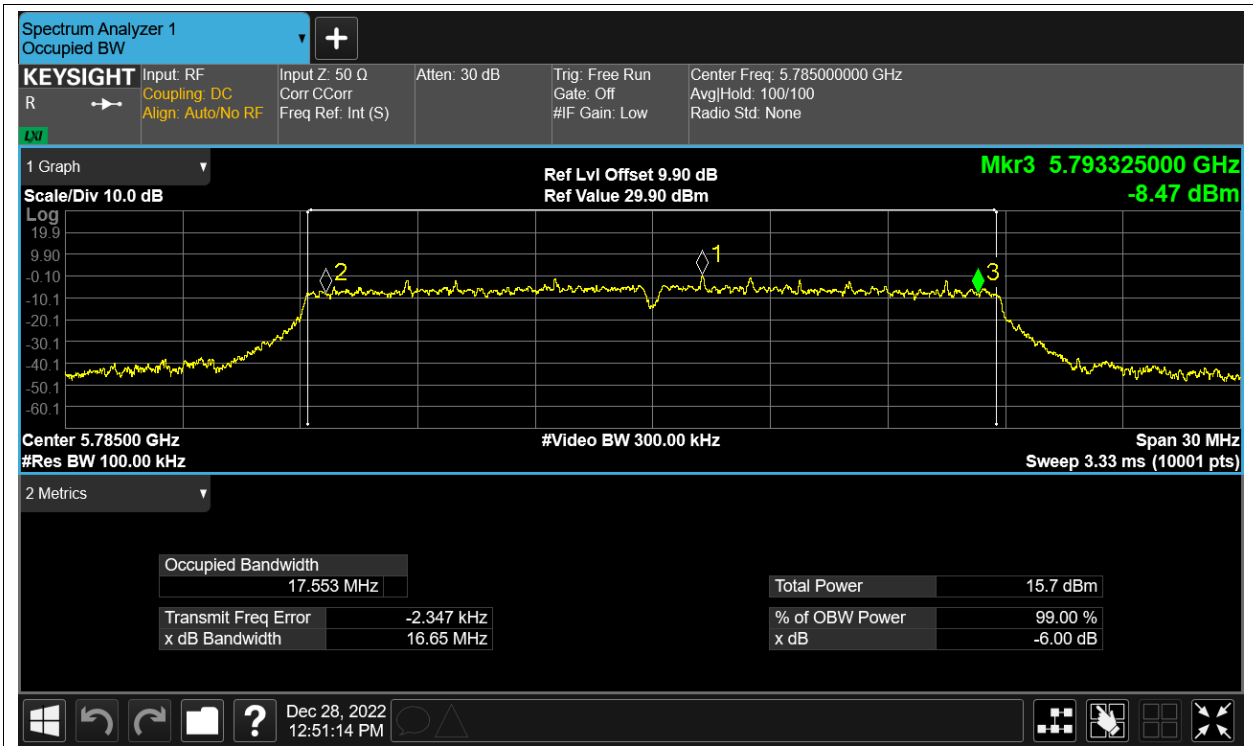 Spectrum Analyzer 1
Occupied BW
KEYSIGHT
R
LXI
Input: RF
Coupling: DC
Align: Auto/No RF
Input Z: 50 Ω
Corr CCorr
Freq Ref: Int (S)
Atten: 30 dB
Trig: Free Run
Gate: Off
#IF Gain: Low
Center Freq: 5.785000000 GHz
Avg|Hold: 100/100
Radio Std: None
1 Graph
Scale/Div 10.0 dB
Ref Lvl Offset 9.90 dB
Ref Value 29.90 dBm
Mkr3 5.793325000 GHz
-8.47 dBm
Log
19.9
9.90
-0.10
-10.1
-20.1
-30.1
-40.1
-50.1
-60.1
2
1
3
Center 5.78500 GHz
#Video BW 300.00 kHz
Span 30 MHz
#Res BW 100.00 kHz
Sweep 3.33 ms (10001 pts)
2 Metrics
Occupied Bandwidth
17.553 MHz
Transmit Freq Error -2.347 kHz
x dB Bandwidth 16.65 MHz
Total Power 15.7 dBm
% of OBW Power 99.00 %
x dB -6.00 dB
?
Dec 28, 2022
12:51:14 PM